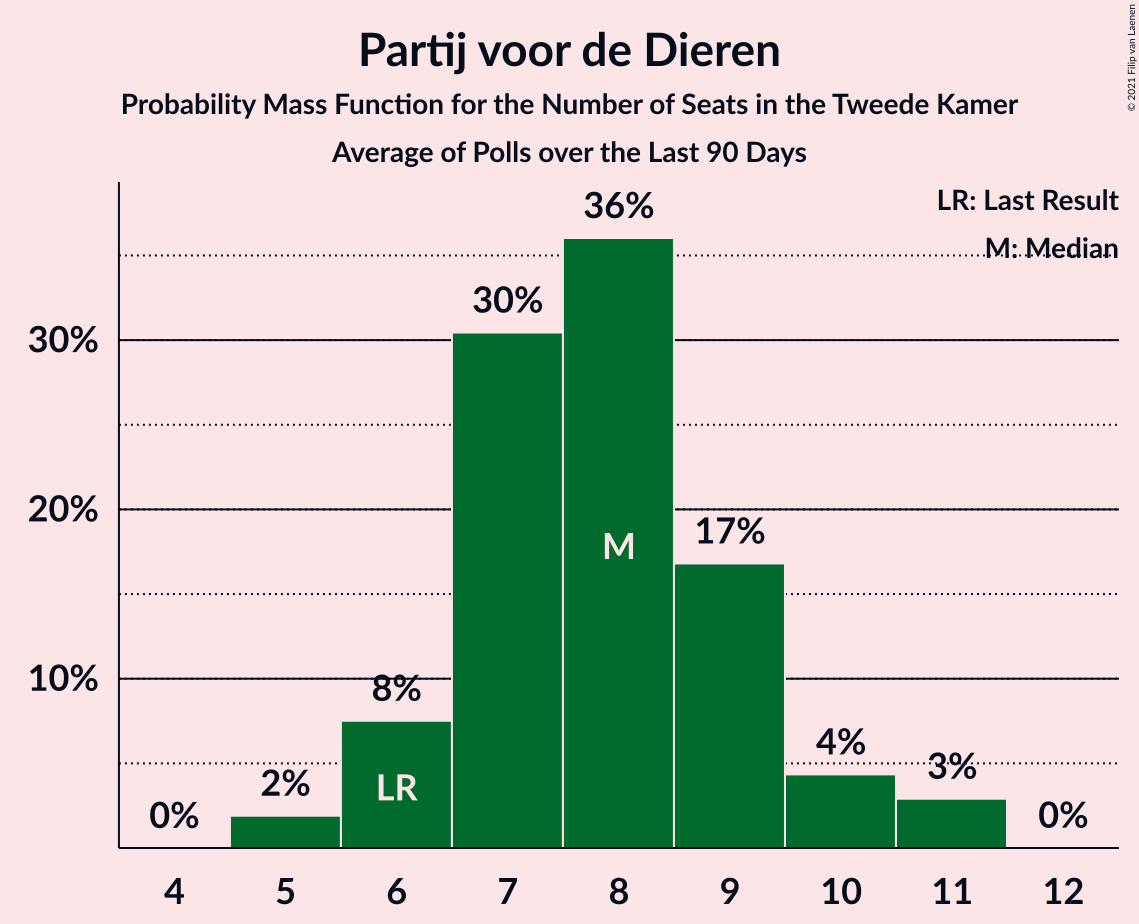 Partij voor de Dieren
Probability Mass Function for the Number of Seats in the Tweede Kamer
Average of Polls over the Last 90 Days
© 2021 Filip van Laenen
LR: Last Result
M: Median
30%
20%
10%
0%
2%
8%
30%
36%
17%
4%
3%
0%
LR
M
4 5 6 7 8 9 10 11 12